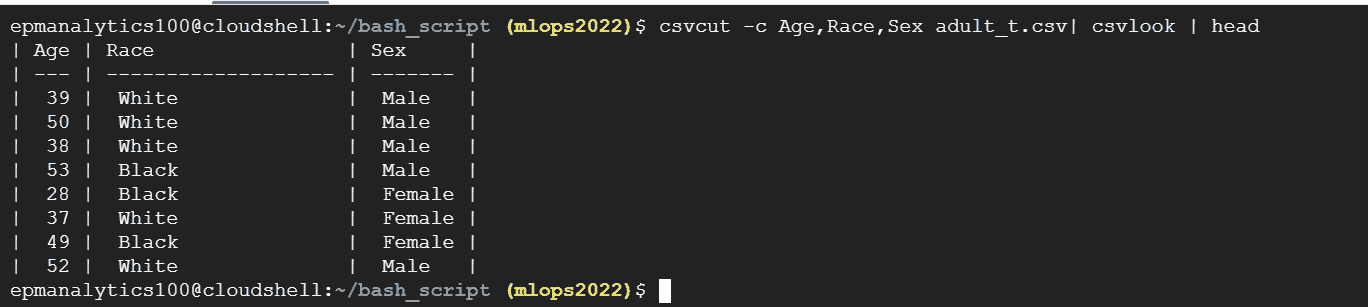 epmanalytics100@cloudshell:~/bash_script (mlops2022)$ csvcut -c Age,Race,Sex adult_t.csv| csvlook | head
| Age | Race                | Sex     |
| --- | ------------------- | ------- |
|  39 |  White              |  Male   |
|  50 |  White              |  Male   |
|  38 |  White              |  Male   |
|  53 |  Black              |  Male   |
|  28 |  Black              |  Female |
|  37 |  White              |  Female |
|  49 |  Black              |  Female |
|  52 |  White              |  Male   |
epmanalytics100@cloudshell:~/bash_script (mlops2022)$